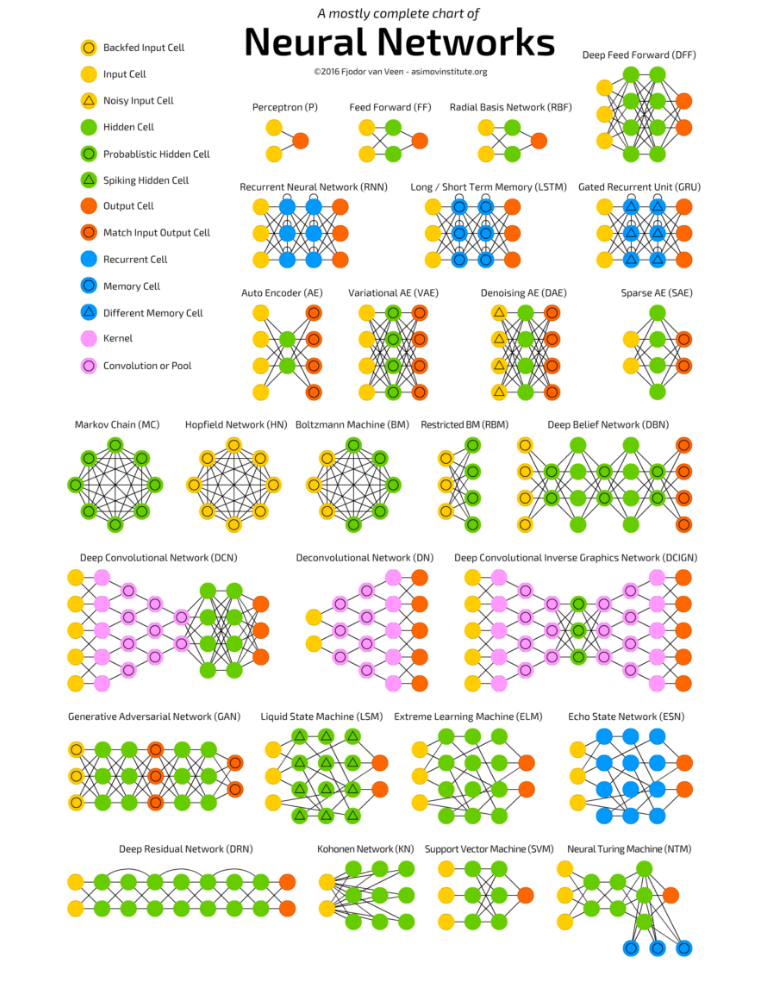 A mostly complete chart of
Neural Networks
©2016 Fjodor van Veen - asimovinstitute.org
Backfed Input Cell
Input Cell
Noisy Input Cell
Hidden Cell
Probablistic Hidden Cell
Spiking Hidden Cell
Output Cell
Match Input Output Cell
Recurrent Cell
Memory Cell
Different Memory Cell
Kernel
Convolution or Pool
Deep Feed Forward (DFF)
Perceptron (P)
Feed Forward (FF)
Radial Basis Network (RBF)
Recurrent Neural Network (RNN)
Long / Short Term Memory (LSTM)
Gated Recurrent Unit (GRU)
Auto Encoder (AE)
Variational AE (VAE)
Denoising AE (DAE)
Sparse AE (SAE)
Markov Chain (MC)
Hopfield Network (HN)
Boltzmann Machine (BM)
Restricted BM (RBM)
Deep Belief Network (DBN)
Deep Convolutional Network (DCN)
Deconvolutional Network (DN)
Deep Convolutional Inverse Graphics Network (DCIGN)
Generative Adversarial Network (GAN)
Liquid State Machine (LSM)
Extreme Learning Machine (ELM)
Echo State Network (ESN)
Deep Residual Network (DRN)
Kohonen Network (KN)
Support Vector Machine (SVM)
Neural Turing Machine (NTM)